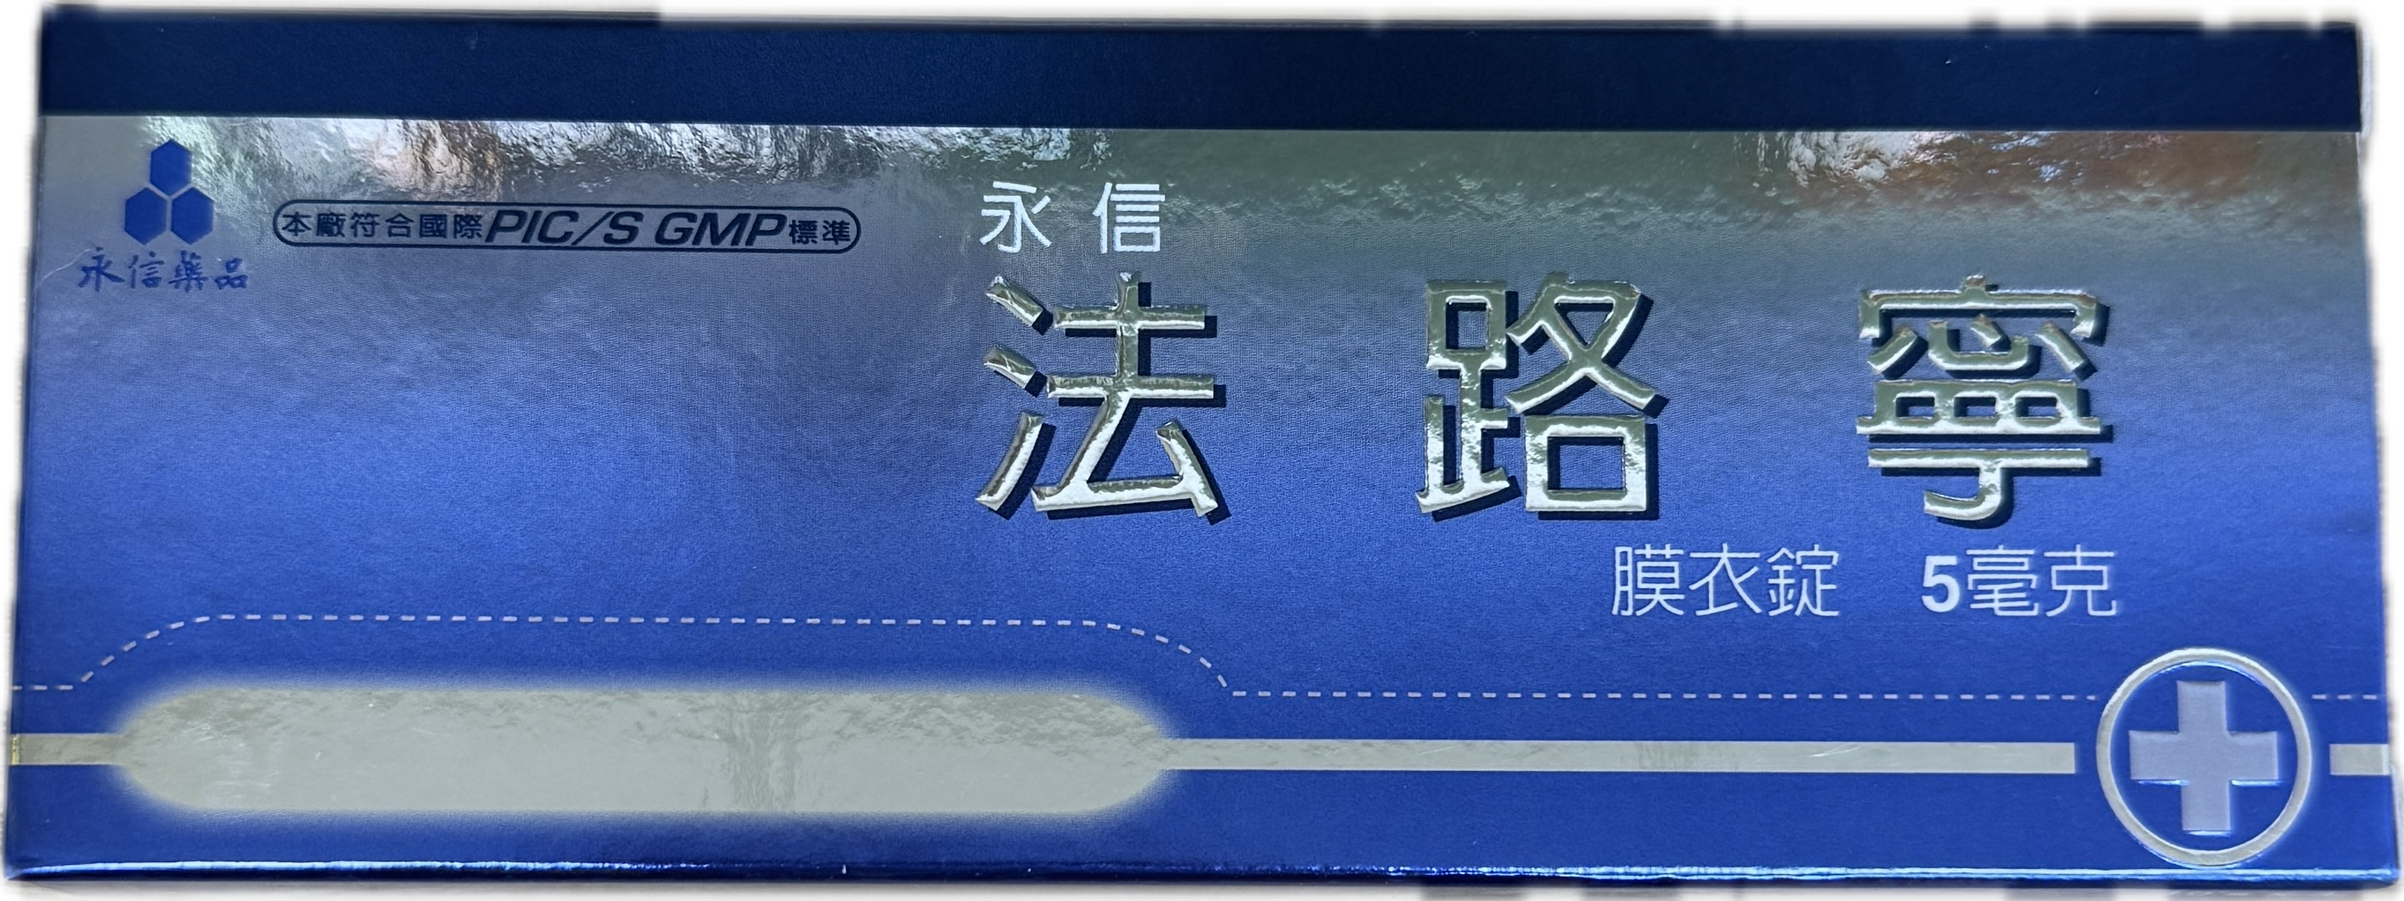 永信藥品
本廠符合國際PIC/S GMP標準
永信
法路寧
膜衣錠 5毫克